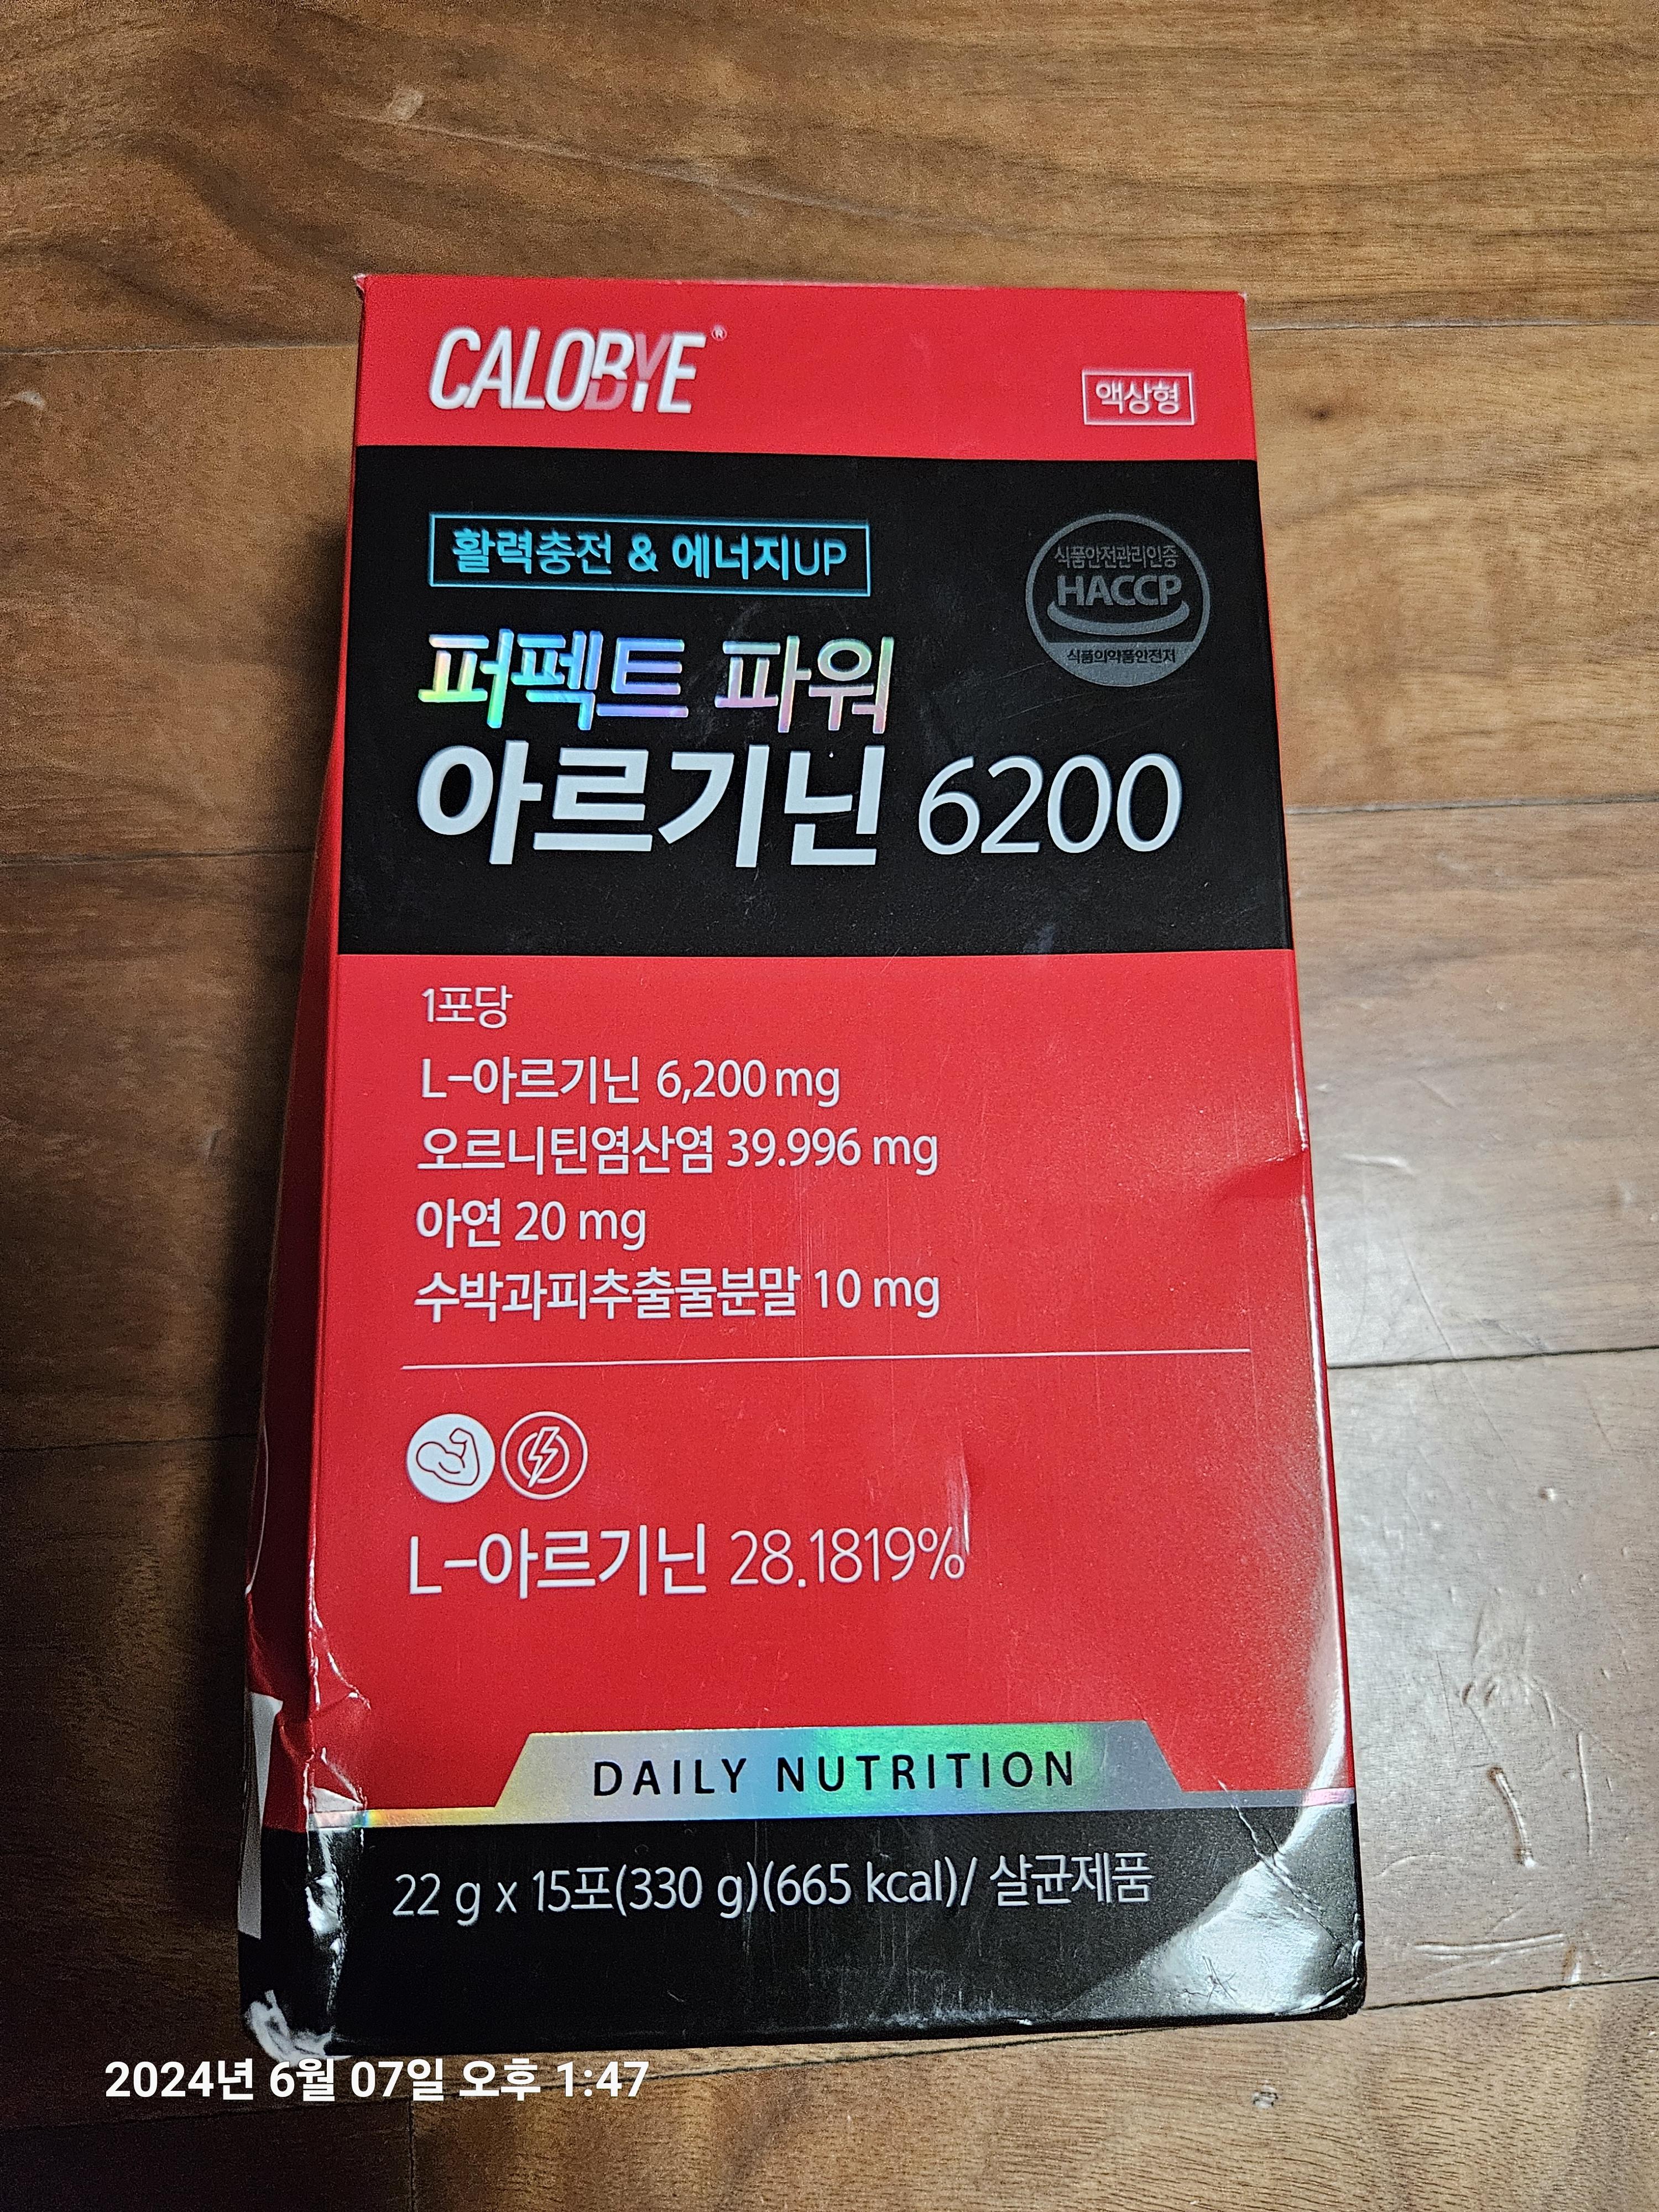 CALOBYE®
액상형
활력충전 & 에너지UP
식품안전관리인증
HACCP
식품의약품안전처
퍼펙트 파워
아르기닌 6200
1포당
L-아르기닌 6,200 mg
오르니틴염산염 39.996 mg
아연 20 mg
수박과피추출물분말 10 mg
L-아르기닌 28.1819%
DAILY NUTRITION
22 g x 15포(330 g)(665 kcal)/ 살균제품
2024년 6월 07일 오후 1:47